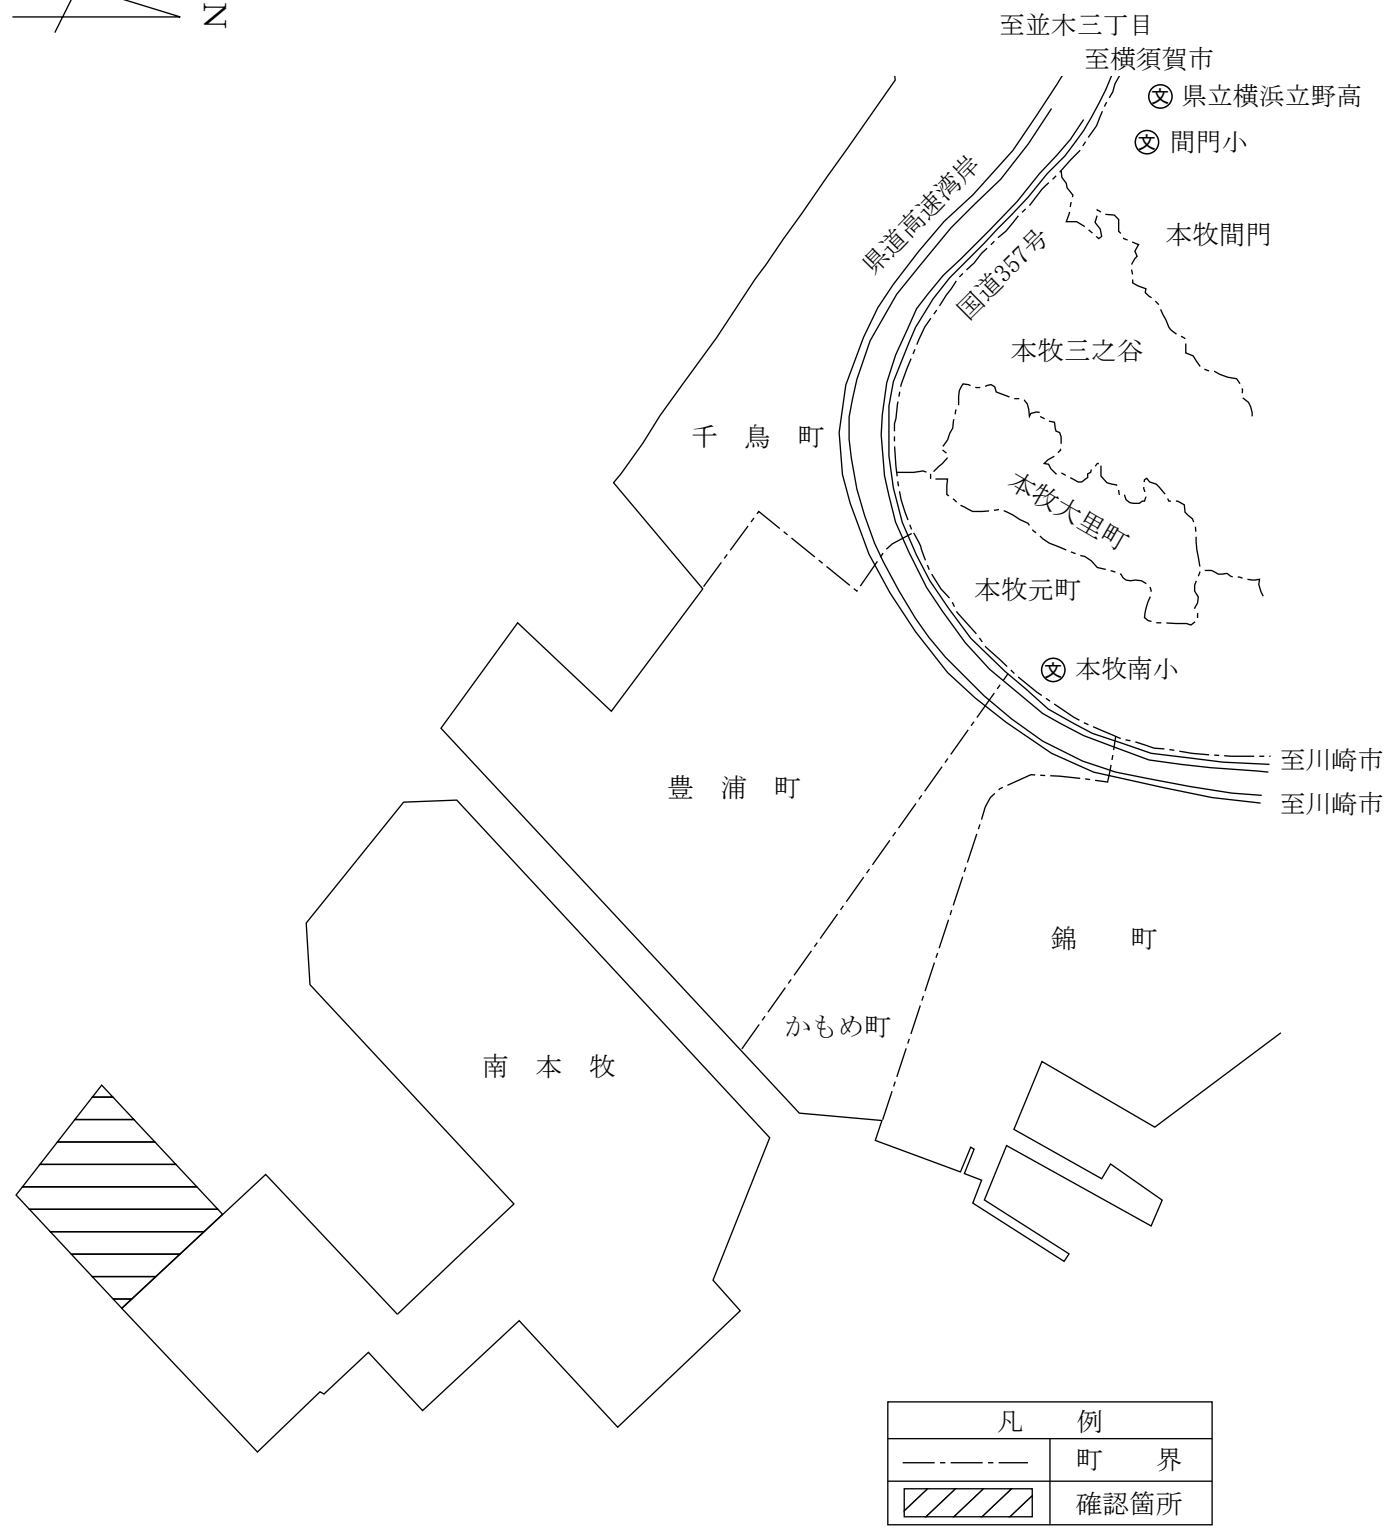 N
至並木三丁目
至横須賀市
県立横浜立野高
間門小
県道高速湾岸
本牧間門
国道357号
本牧三之谷
千鳥町
本牧大里町
本牧元町
本牧南小
至川崎市
豊浦町
至川崎市
錦町
かもめ町
南本牧
凡例
町界
確認箇所